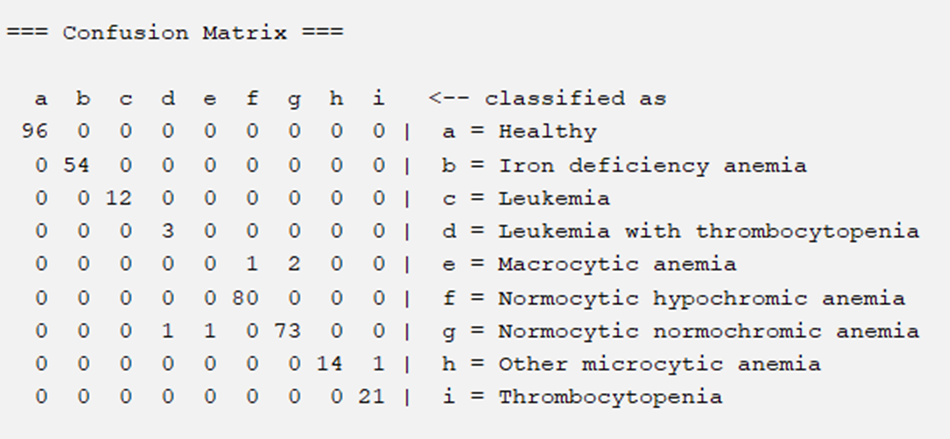 === Confusion Matrix ===
  a  b  c  d  e  f  g  h  i   <-- classified as
 96  0  0  0  0  0  0  0  0 |  a = Healthy
  0 54  0  0  0  0  0  0  0 |  b = Iron deficiency anemia
  0  0 12  0  0  0  0  0  0 |  c = Leukemia
  0  0  0  3  0  0  0  0  0 |  d = Leukemia with thrombocytopenia
  0  0  0  0  0  1  2  0  0 |  e = Macrocytic anemia
  0  0  0  0  0 80  0  0  0 |  f = Normocytic hypochromic anemia
  0  0  0  1  1  0 73  0  0 |  g = Normocytic normochromic anemia
  0  0  0  0  0  0  0 14  1 |  h = Other microcytic anemia
  0  0  0  0  0  0  0  0 21 |  i = Thrombocytopenia